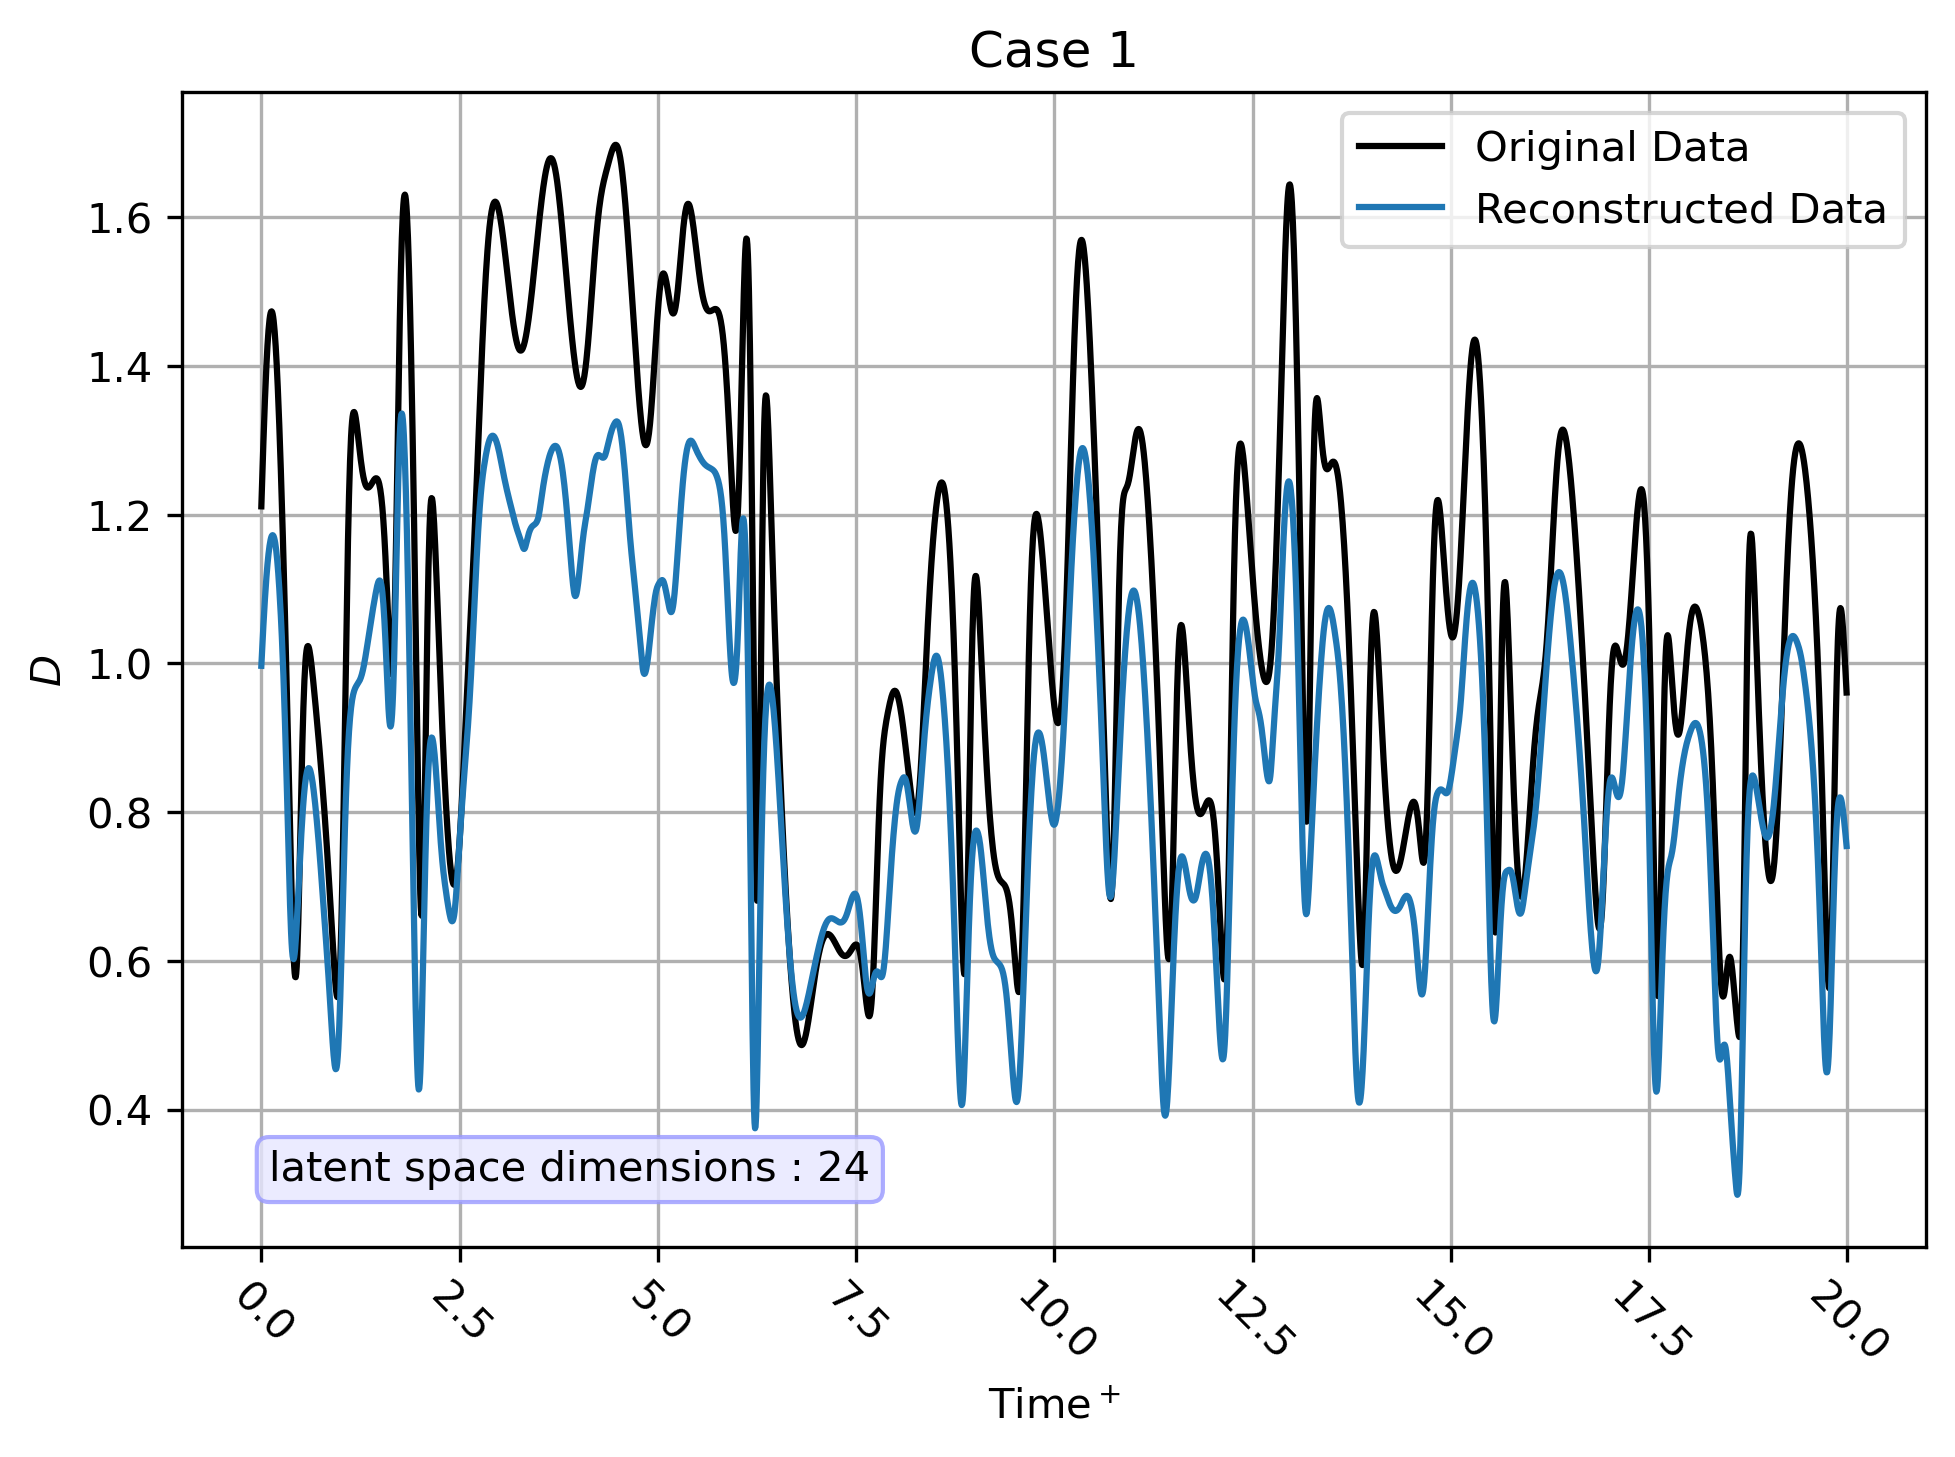 Case 1
Original Data
Reconstructed Data
1.6
1.4
1.2
1.0
0.8
0.6
0.4
D
latent space dimensions : 24
0.0 2.5 5.0 7.5 10.0 12.5 15.0 17.5 20.0
Time⁺